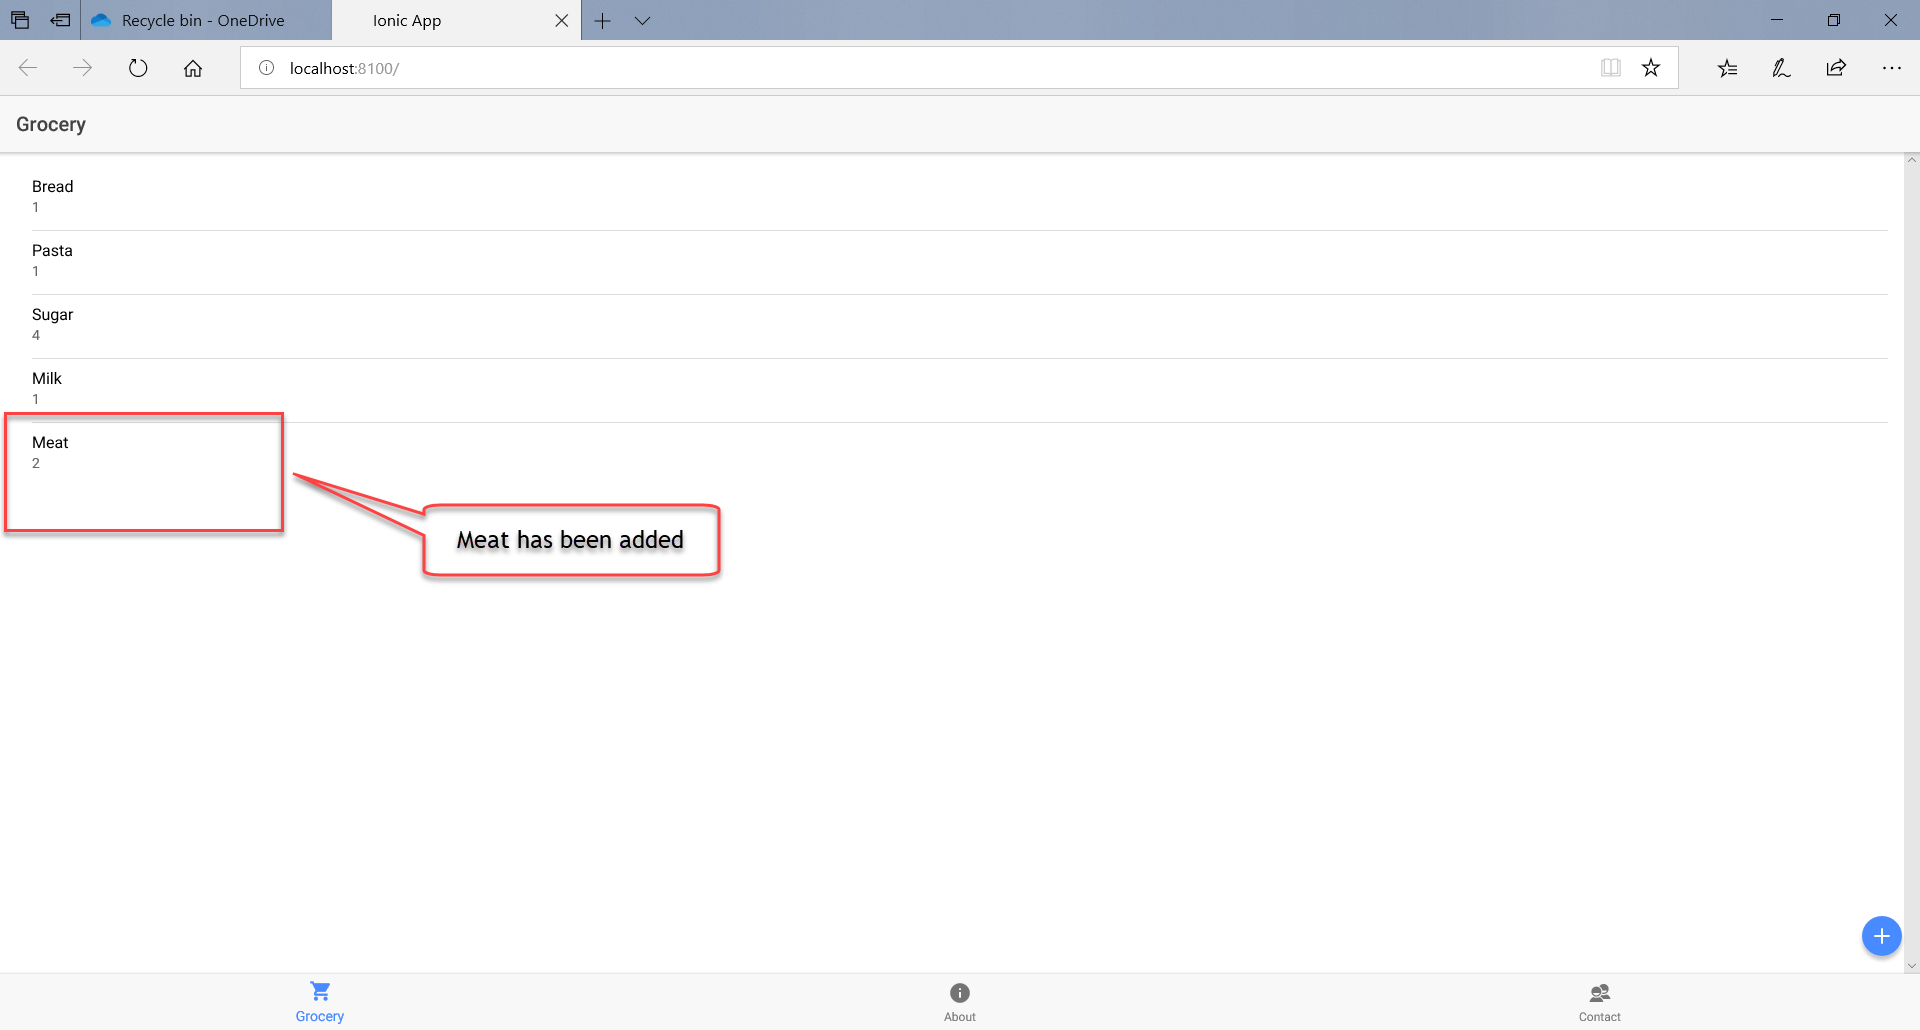 Recycle bin - OneDrive
Ionic App
localhost:8100/
Grocery
Bread
1
Pasta
1
Sugar
4
Milk
1
Meat
2
Meat has been added
Grocery
About
Contact